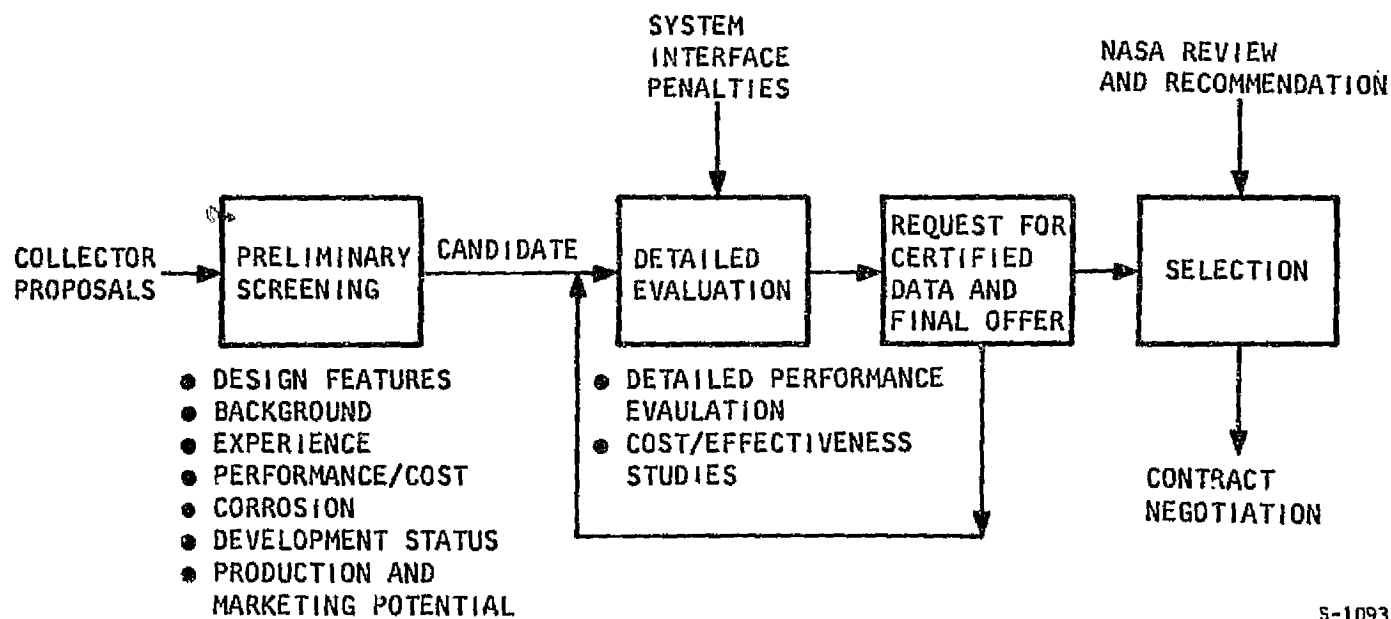 SYSTEM
INTERFACE
PENALTIES
NASA REVIEW
AND RECOMMENDATION
COLLECTOR
PROPOSALS
PRELIMINARY
SCREENING
CANDIDATE
DETAILED
EVALUATION
REQUEST FOR
CERTIFIED
DATA AND
FINAL OFFER
SELECTION
● DESIGN FEATURES
● BACKGROUND
● EXPERIENCE
● PERFORMANCE/COST
● CORROSION
● DEVELOPMENT STATUS
● PRODUCTION AND
MARKETING POTENTIAL
● DETAILED PERFORMANCE
EVAULATION
● COST/EFFECTIVENESS
STUDIES
CONTRACT
NEGOTIATION
S-1093